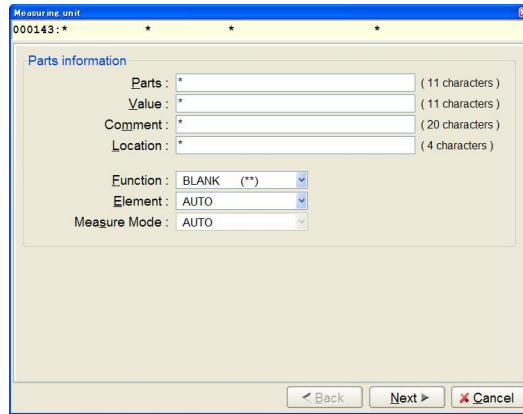 Measuring unit
000143:* * * *
Parts information
Parts : * ( 11 characters )
Value : * ( 11 characters )
Comment : * ( 20 characters )
Location : * ( 4 characters )
Function : BLANK (**)
Element : AUTO
Measure Mode : AUTO
Back Next Cancel